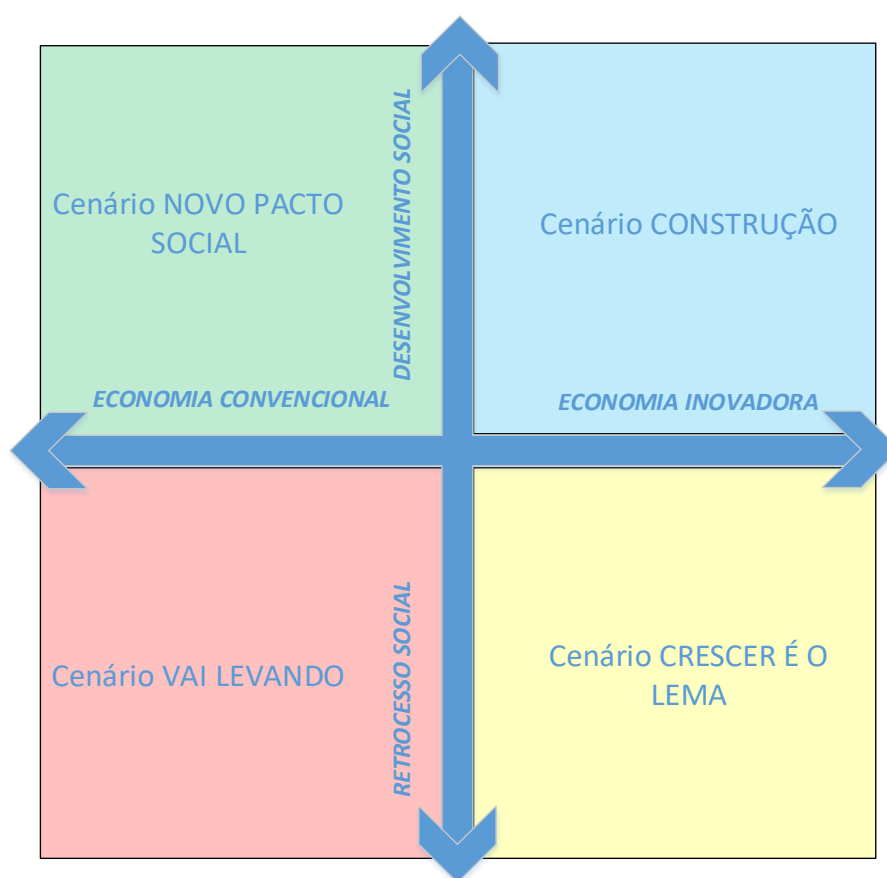 Cenário NOVO PACTO
SOCIAL
DESENVOLVIMENTO SOCIAL
Cenário CONSTRUÇÃO
ECONOMIA CONVENCIONAL
ECONOMIA INOVADORA
Cenário VAI LEVANDO
RETROCESSO SOCIAL
Cenário CRESCER É O
LEMA